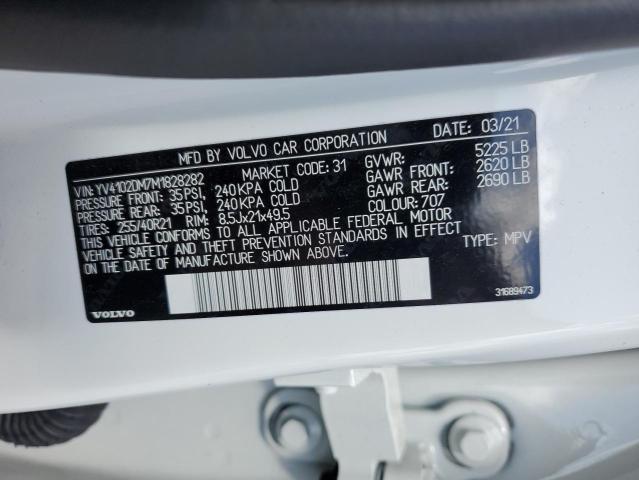 MFD BY VOLVO CAR CORPORATION DATE: 03/21
VIN: YV4102DM7M1828282 MARKET CODE: 31 GVWR: 5225 LB
PRESSURE FRONT: 35PSI, 240KPA COLD GAWR FRONT: 2620 LB
PRESSURE REAR: 35PSI, 240KPA COLD GAWR REAR: 2690 LB
TIRES: 255/40R21 RIM: 8.5Jx21x49.5 COLOUR: 707
THIS VEHICLE CONFORMS TO ALL APPLICABLE FEDERAL MOTOR
VEHICLE SAFETY AND THEFT PREVENTION STANDARDS IN EFFECT
ON THE DATE OF MANUFACTURE SHOWN ABOVE. TYPE: MPV
VOLVO 31689473